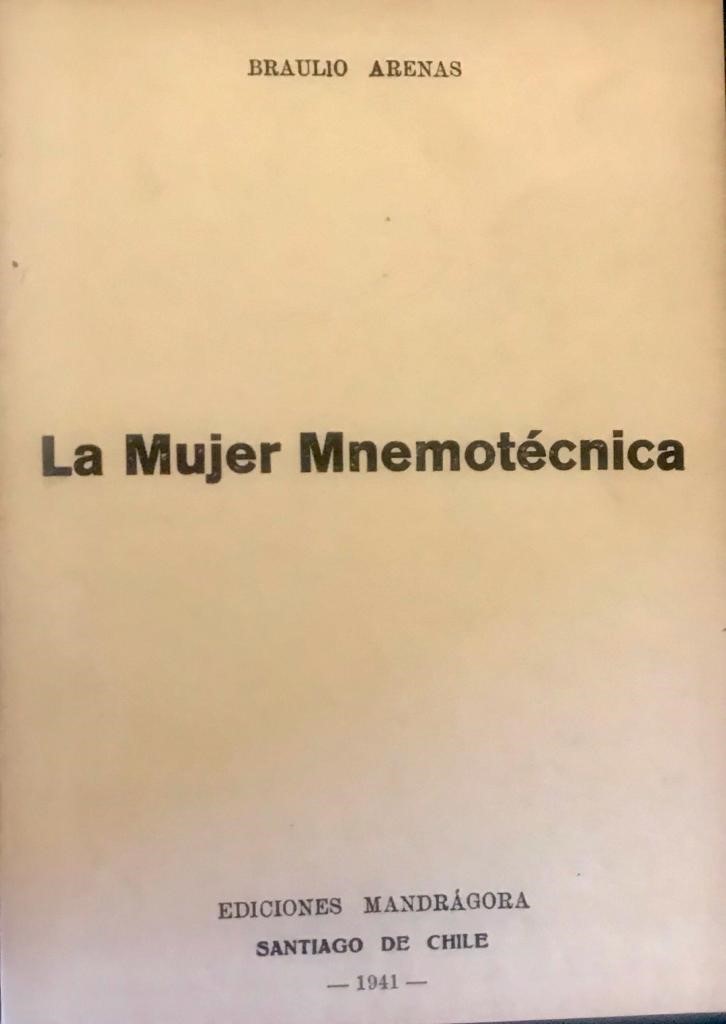 BRAULIO ARENAS
La Mujer Mnemotécnica
EDICIONES MANDRÁGORA
SANTIAGO DE CHILE
— 1941 —